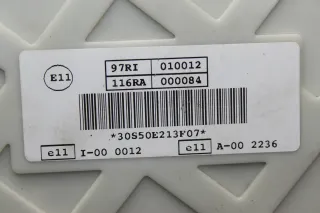 E11
97RI 010012
116RA 000084
*30S50E213F07*
e11 I-00 0012 e11 A-00 2236